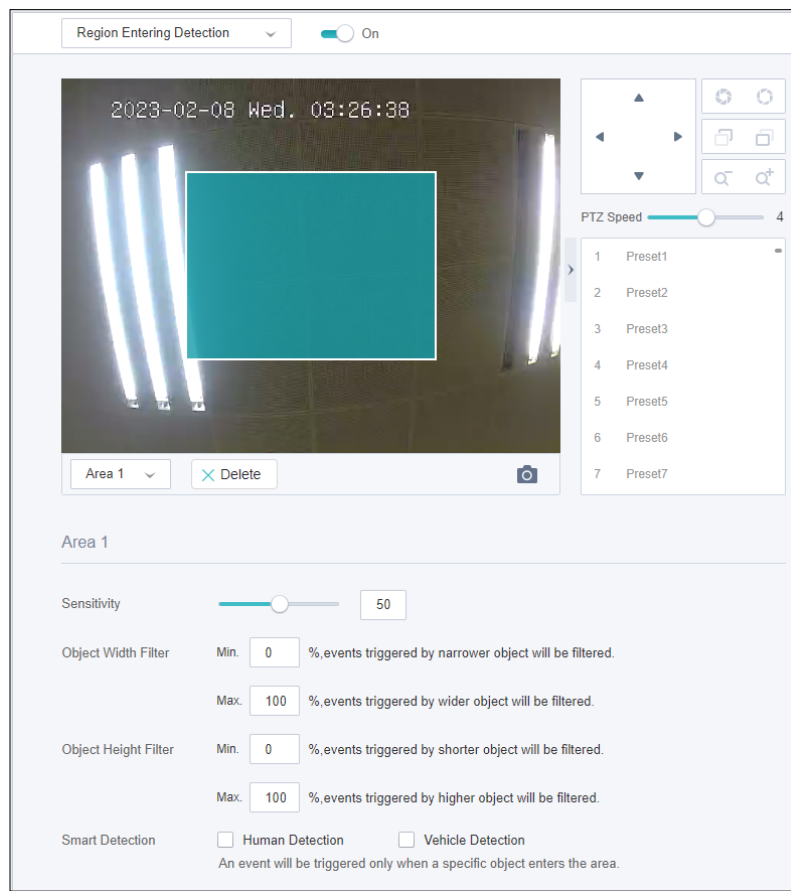 Region Entering Detection
On
2023-02-08 Wed. 03:26:38
PTZ Speed 4
1 Preset1
2 Preset2
3 Preset3
4 Preset4
5 Preset5
6 Preset6
7 Preset7
Area 1
Delete
Area 1
Sensitivity 50
Object Width Filter Min. 0 %,events triggered by narrower object will be filtered.
Max. 100 %,events triggered by wider object will be filtered.
Object Height Filter Min. 0 %,events triggered by shorter object will be filtered.
Max. 100 %,events triggered by higher object will be filtered.
Smart Detection Human Detection Vehicle Detection
An event will be triggered only when a specific object enters the area.